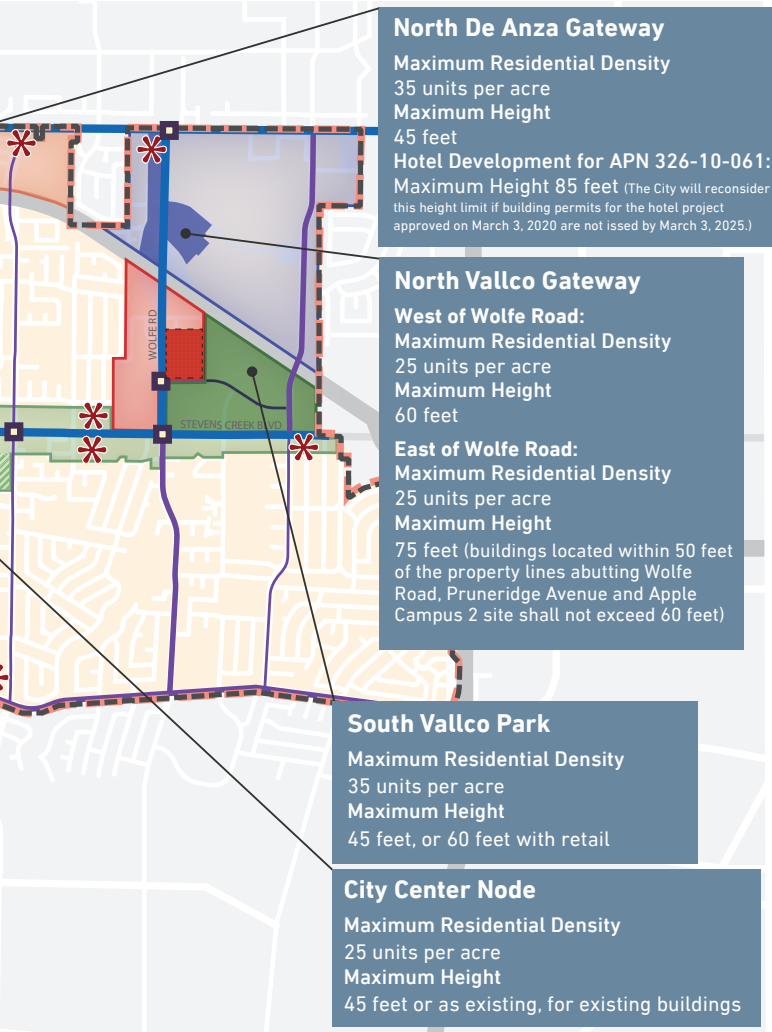 North De Anza Gateway
Maximum Residential Density
35 units per acre
Maximum Height
45 feet
Hotel Development for APN 326-10-061:
Maximum Height 85 feet (The City will reconsider
this height limit if building permits for the hotel project
approved on March 3, 2020 are not issued by March 3, 2025.)
North Vallco Gateway
West of Wolfe Road:
Maximum Residential Density
25 units per acre
Maximum Height
60 feet
East of Wolfe Road:
Maximum Residential Density
25 units per acre
Maximum Height
75 feet (buildings located within 50 feet
of the property lines abutting Wolfe
Road, Pruneridge Avenue and Apple
Campus 2 site shall not exceed 60 feet)
WOLFE RD
STEVENS CREEK BLVD
South Vallco Park
Maximum Residential Density
35 units per acre
Maximum Height
45 feet, or 60 feet with retail
City Center Node
Maximum Residential Density
25 units per acre
Maximum Height
45 feet or as existing, for existing buildings